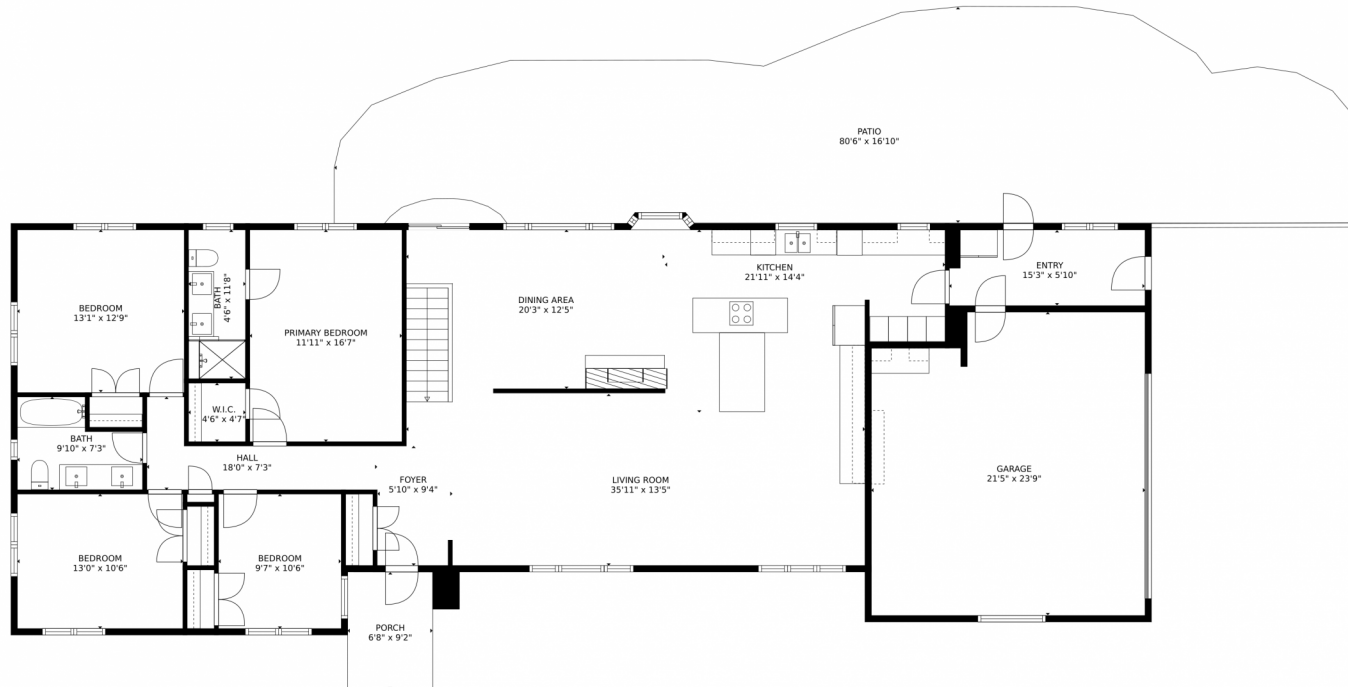 PATIO
80'6" x 16'10"
BEDROOM
13'1" x 12'9"
BATH
4'6" x 11'8"
PRIMARY BEDROOM
11'11" x 16'7"
DINING AREA
20'3" x 12'5"
KITCHEN
21'11" x 14'4"
ENTRY
15'3" x 5'10"
W.I.C.
4'6" x 4'7"
BATH
9'10" x 7'3"
HALL
18'0" x 7'3"
FOYER
5'10" x 9'4"
LIVING ROOM
35'11" x 13'5"
GARAGE
21'5" x 23'9"
BEDROOM
13'0" x 10'6"
BEDROOM
9'7" x 10'6"
PORCH
6'8" x 9'2"